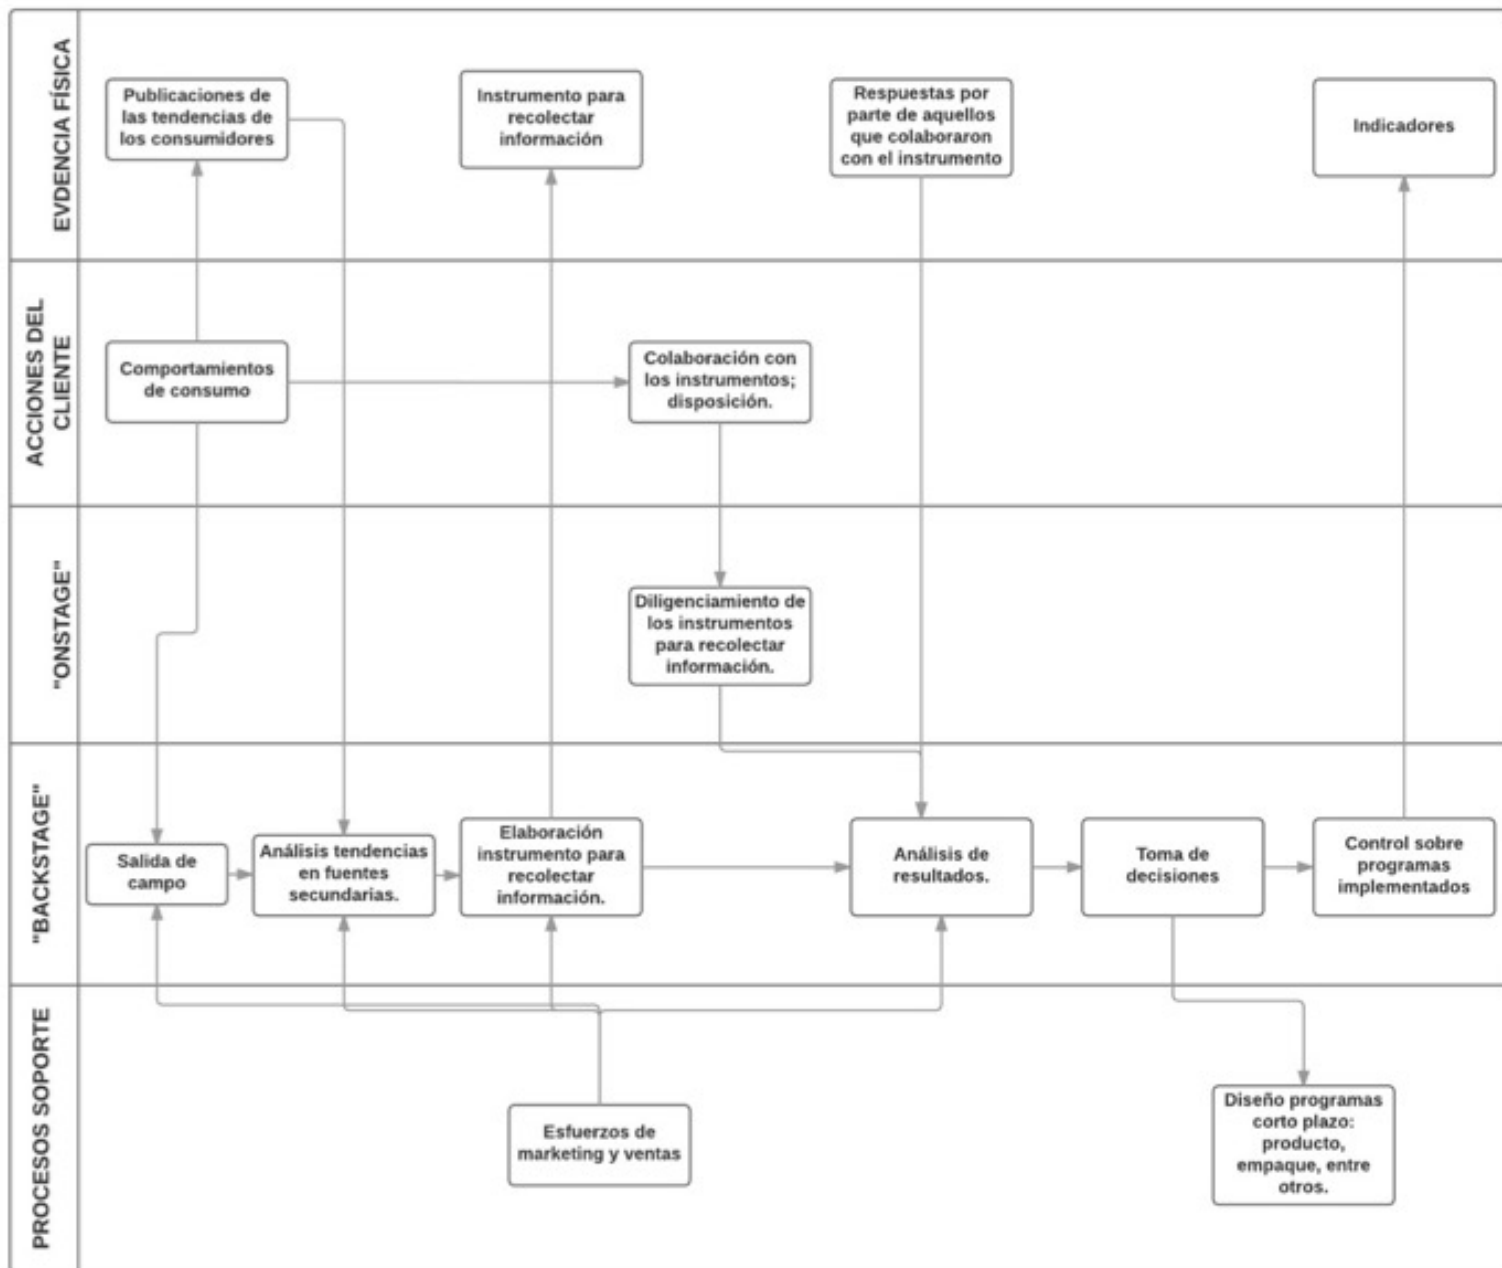 EVDENCIA FÍSICA
Publicaciones de
las tendencias de
los consumidores
Instrumento para
recolectar
información
Respuestas por
parte de aquellos
que colaboraron
con el instrumento
Indicadores
ACCIONES DEL
CLIENTE
Comportamientos
de consumo
Colaboración con
los instrumentos;
disposición.
"ONSTAGE"
Diligenciamiento de
los instrumentos
para recolectar
información.
"BACKSTAGE"
Salida de
campo
Análisis tendencias
en fuentes
secundarias.
Elaboración
instrumento para
recolectar
información.
Análisis de
resultados.
Toma de
decisiones
Control sobre
programas
implementados
PROCESOS SOPORTE
Esfuerzos de
marketing y ventas
Diseño programas
corto plazo:
producto,
empaque, entre
otros.